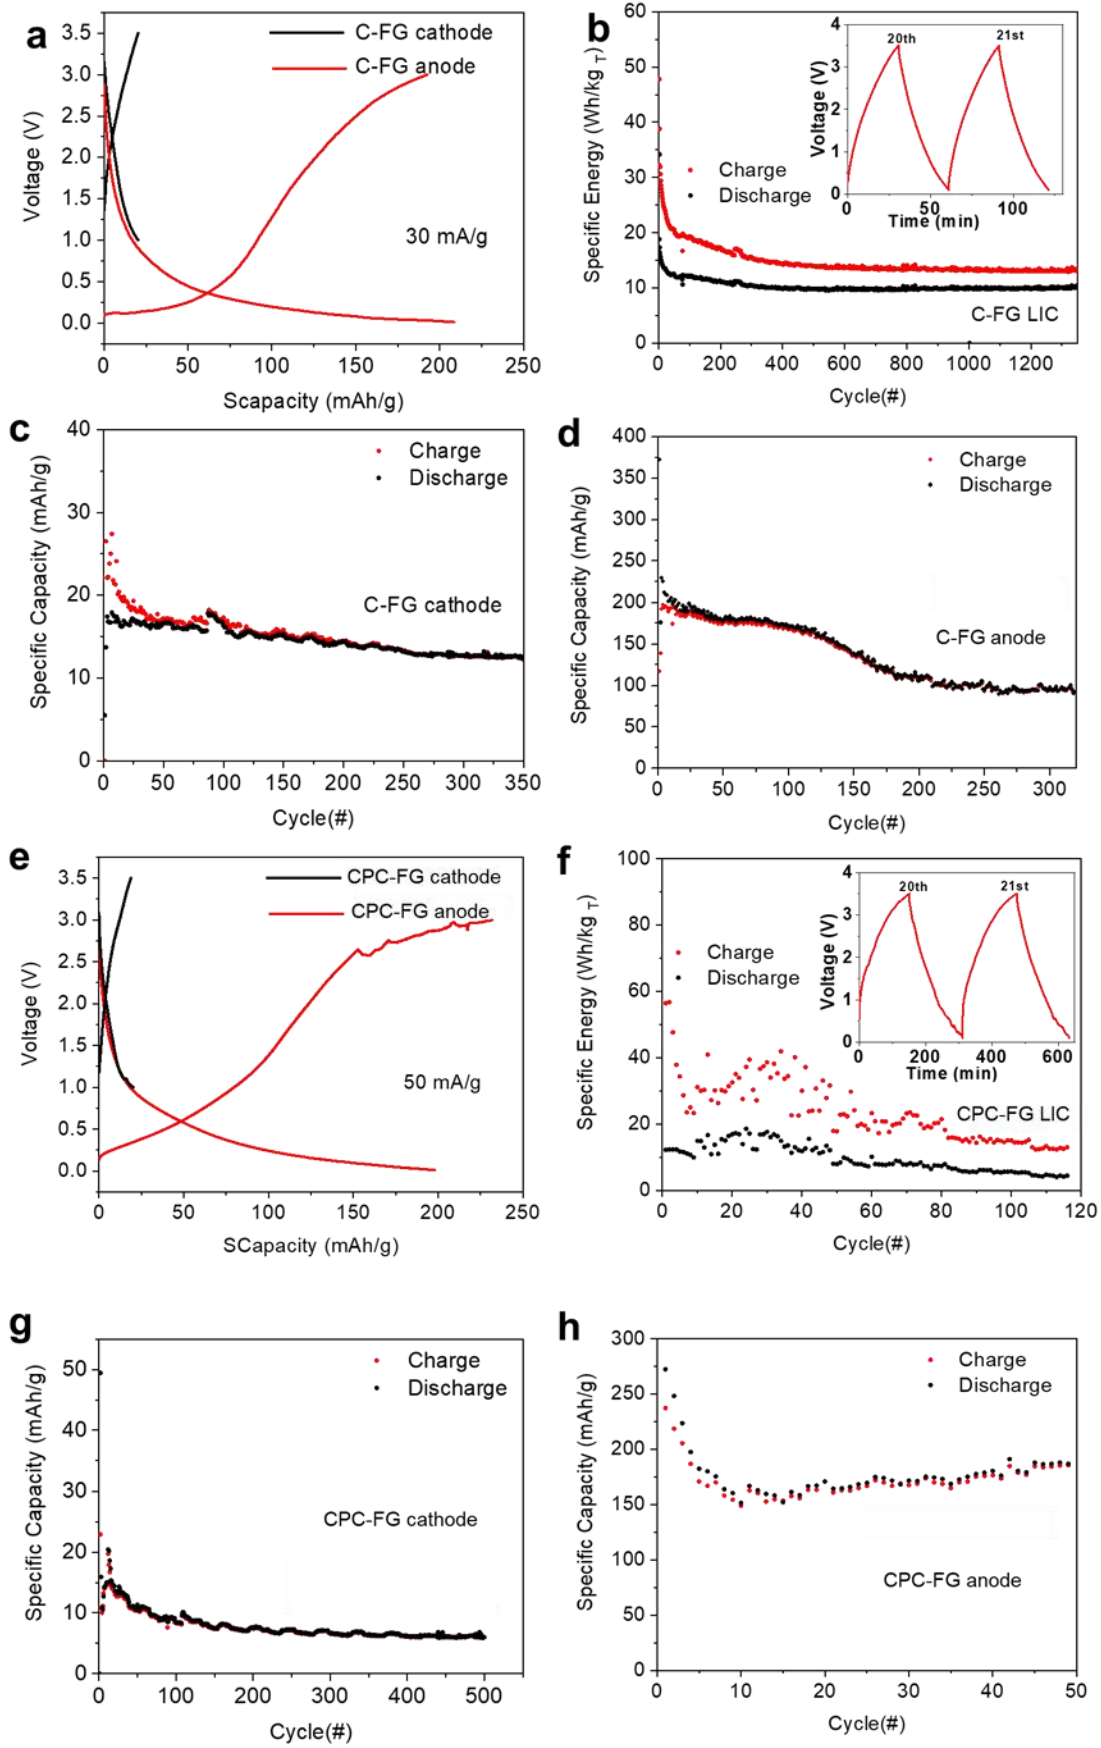 a
C-FG cathode
C-FG anode
3.5
3.0
2.5
2.0
1.5
1.0
0.5
0.0
Voltage (V)
30 mA/g
0 50 100 150 200 250
Scapacity (mAh/g)
b
60
50
40
30
20
10
0
Specific Energy (Wh/kg T)
Charge
Discharge
4
3
2
1
0
Voltage (V)
20th 21st
0 50 100
Time (min)
C-FG LIC
0 200 400 600 800 1000 1200
Cycle(#)
c
40
30
20
10
0
Specific Capacity (mAh/g)
Charge
Discharge
C-FG cathode
0 50 100 150 200 250 300 350
Cycle(#)
d
400
350
300
250
200
150
100
50
0
Specific Capacity (mAh/g)
Charge
Discharge
C-FG anode
0 50 100 150 200 250 300
Cycle(#)
e
3.5
3.0
2.5
2.0
1.5
1.0
0.5
0.0
Voltage (V)
CPC-FG cathode
CPC-FG anode
50 mA/g
0 50 100 150 200 250
SCapacity (mAh/g)
f
100
80
60
40
20
0
Specific Energy (Wh/kg T)
Charge
Discharge
4
3
2
1
0
Voltage (V)
20th 21st
0 200 400 600
Time (min)
CPC-FG LIC
0 20 40 60 80 100 120
Cycle(#)
g
50
40
30
20
10
0
Specific Capacity (mAh/g)
Charge
Discharge
CPC-FG cathode
0 100 200 300 400 500
Cycle(#)
h
300
250
200
150
100
50
0
Specific Capacity (mAh/g)
Charge
Discharge
CPC-FG anode
0 10 20 30 40 50
Cycle(#)